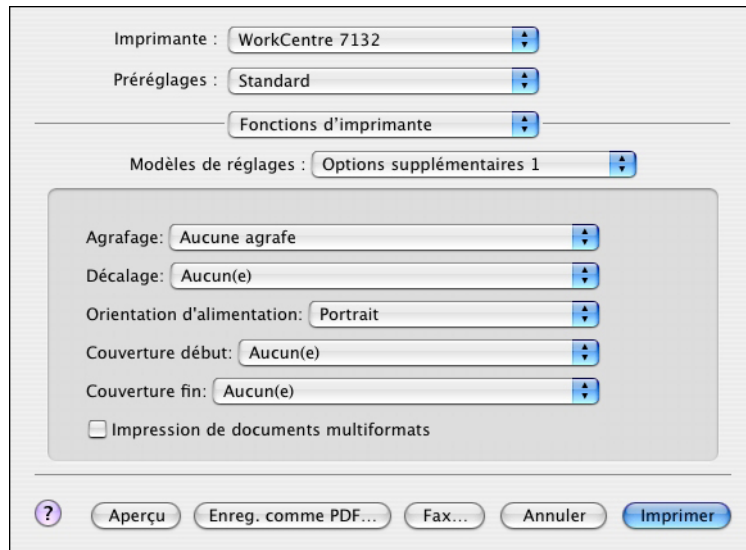 Imprimante : WorkCentre 7132
Préréglages : Standard
Fonctions d'imprimante
Modèles de réglages : Options supplémentaires 1
Agrafage: Aucune agrafe
Décalage: Aucun(e)
Orientation d'alimentation: Portrait
Couverture début: Aucun(e)
Couverture fin: Aucun(e)
Impression de documents multiformats
? Aperçu Enreg. comme PDF... Fax... Annuler Imprimer